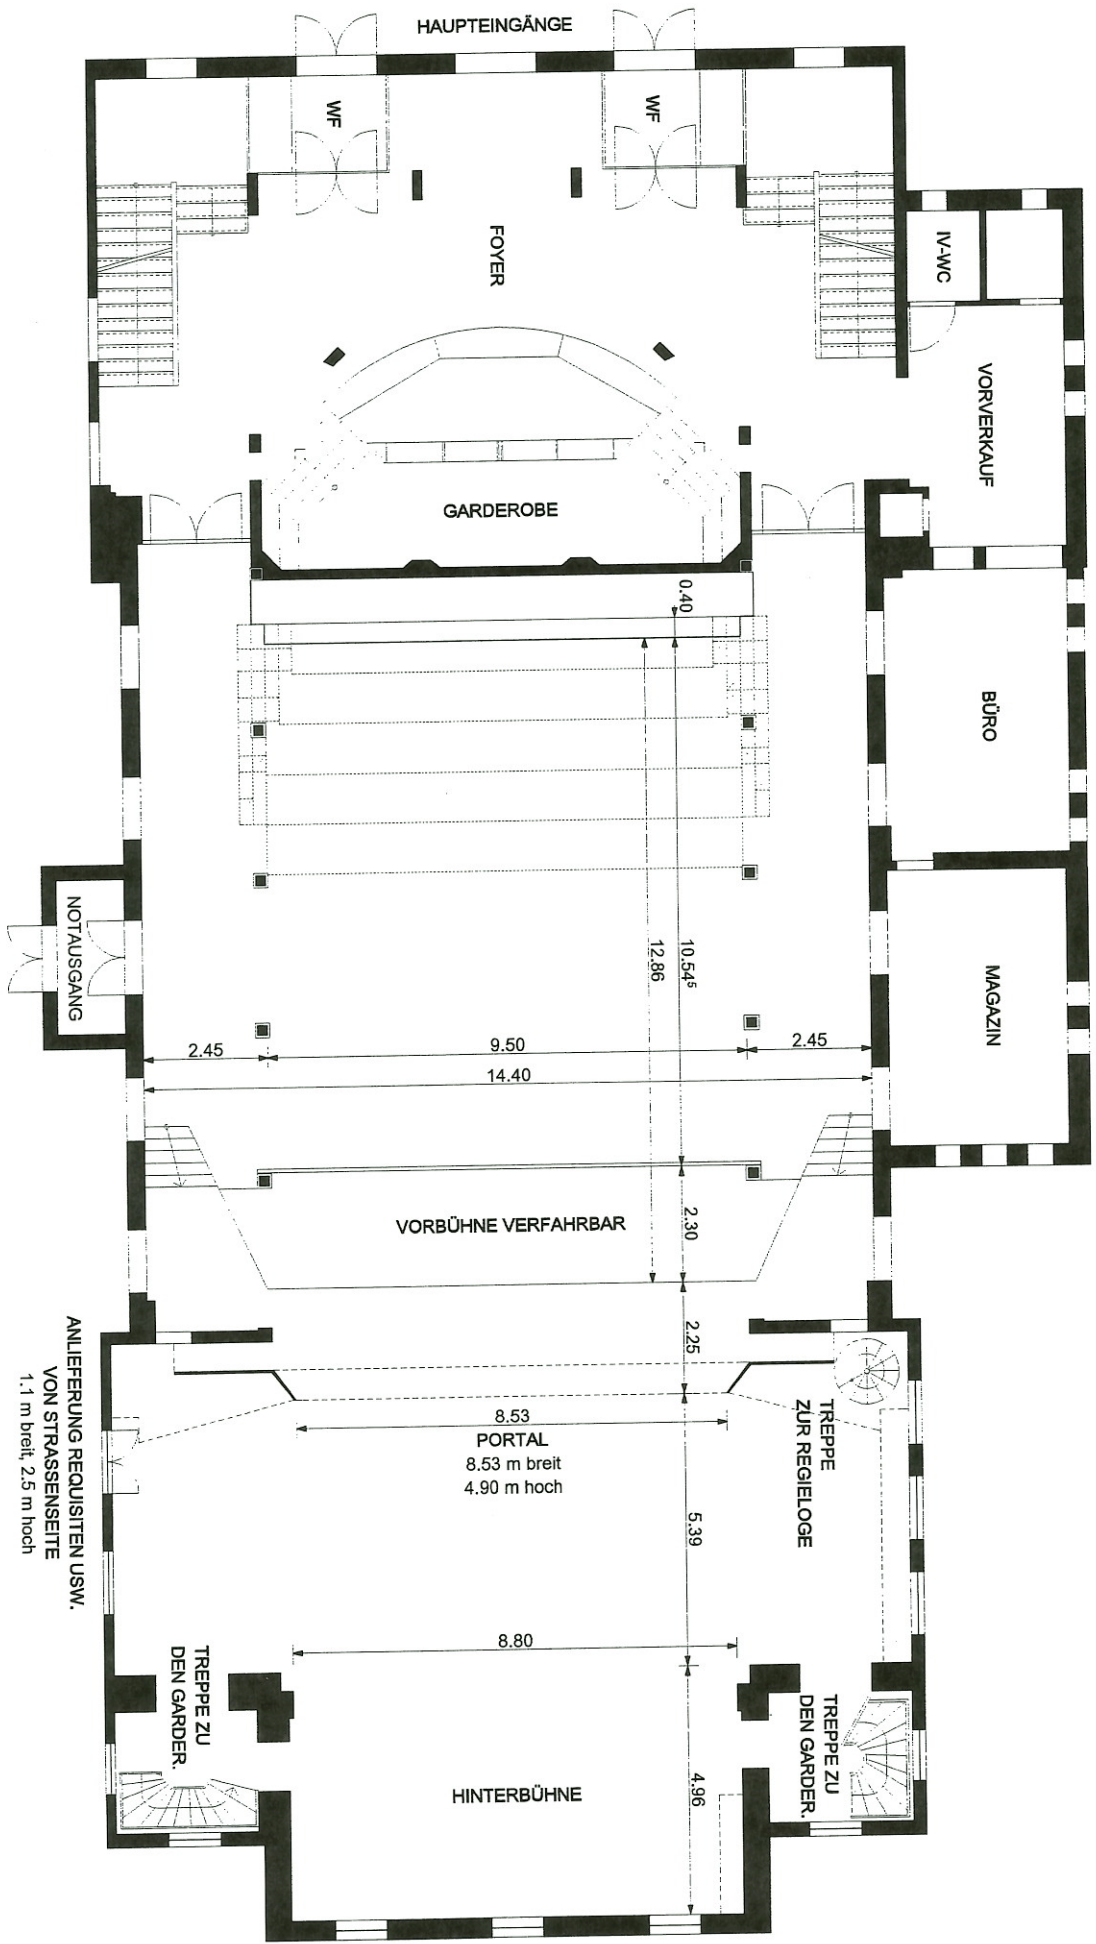 HAUPTEINGÄNGE
WF
WF
FOYER
IV-WC
VORVERKAUF
GARDEROBE
0.40
BÜRO
NOTAUSGANG
12.86
10.54⁵
MAGAZIN
2.45
9.50
2.45
14.40
VORBÜHNE VERFAHRBAR
2.30
2.25
ANLIEFERUNG REQUISITEN USW.
VON STRASSENSEITE
1.1 m breit, 2.5 m hoch
8.53
PORTAL
8.53 m breit
4.90 m hoch
TREPPE
ZUR REGIELOGE
5.39
8.80
TREPPE ZU
DEN GARDER.
TREPPE ZU
DEN GARDER.
HINTERBÜHNE
4.96